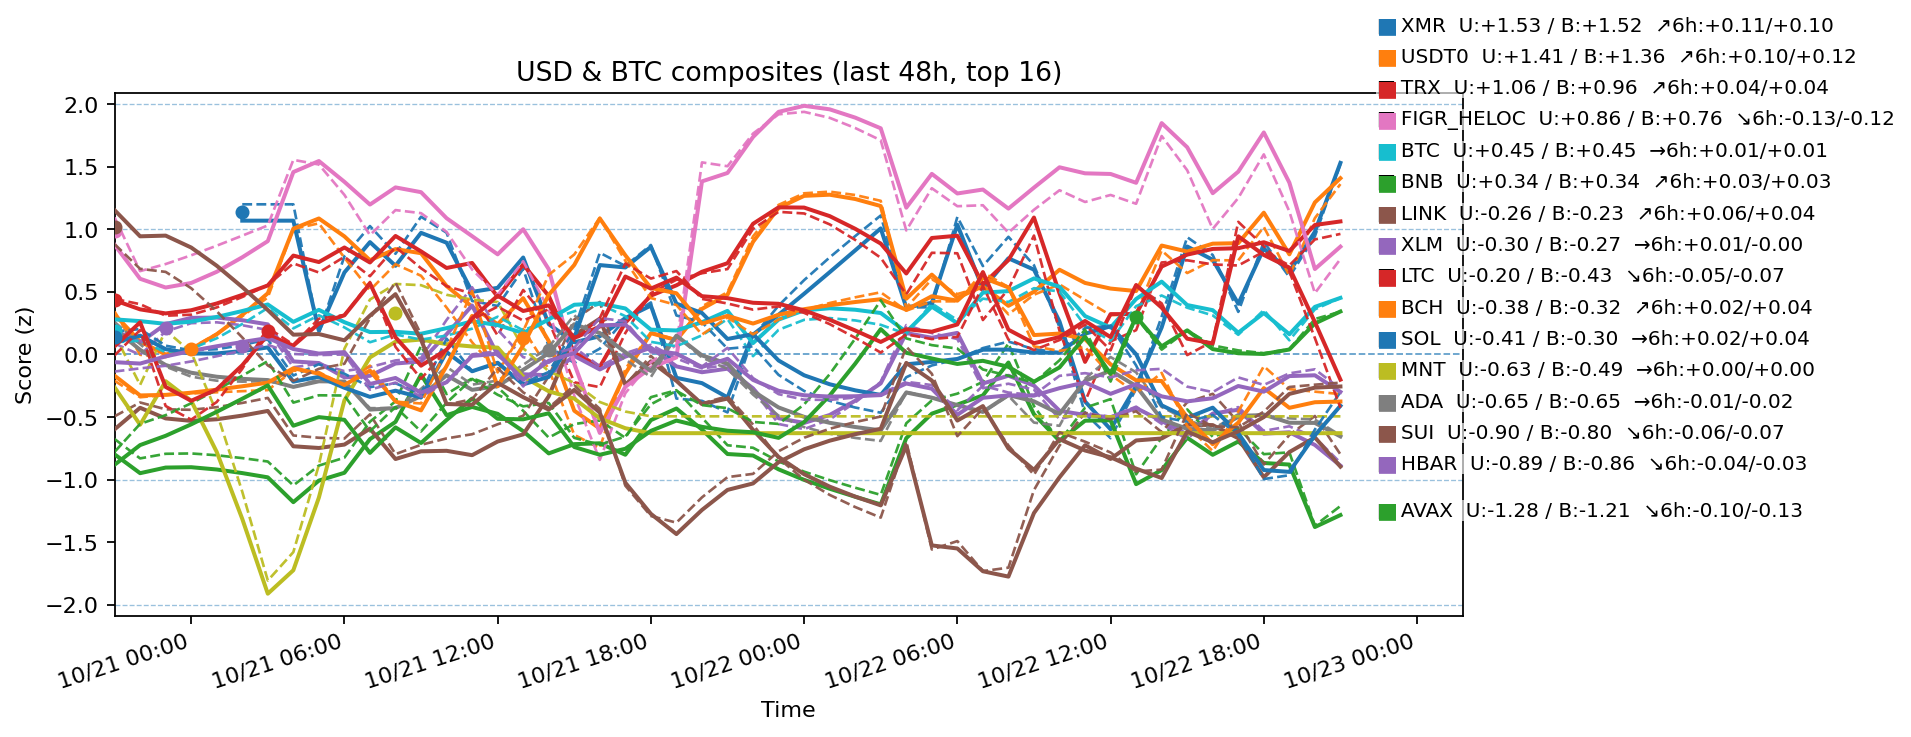 USD & BTC composites (last 48h, top 16)
XMR  U:+1.53 / B:+1.52  ↗6h:+0.11/+0.10
USDT0  U:+1.41 / B:+1.36  ↗6h:+0.10/+0.12
TRX  U:+1.06 / B:+0.96  ↗6h:+0.04/+0.04
FIGR_HELOC  U:+0.86 / B:+0.76  ↘6h:-0.13/-0.12
BTC  U:+0.45 / B:+0.45  →6h:+0.01/+0.01
BNB  U:+0.34 / B:+0.34  ↗6h:+0.03/+0.03
LINK  U:-0.26 / B:-0.23  ↗6h:+0.06/+0.04
XLM  U:-0.30 / B:-0.27  →6h:+0.01/-0.00
LTC  U:-0.20 / B:-0.43  ↘6h:-0.05/-0.07
BCH  U:-0.38 / B:-0.32  ↗6h:+0.02/+0.04
SOL  U:-0.41 / B:-0.30  →6h:+0.02/+0.04
MNT  U:-0.63 / B:-0.49  →6h:+0.00/+0.00
ADA  U:-0.65 / B:-0.65  →6h:-0.01/-0.02
SUI  U:-0.90 / B:-0.80  ↘6h:-0.06/-0.07
HBAR  U:-0.89 / B:-0.86  ↘6h:-0.04/-0.03
AVAX  U:-1.28 / B:-1.21  ↘6h:-0.10/-0.13
Score (z)
2.0
1.5
1.0
0.5
0.0
−0.5
−1.0
−1.5
−2.0
10/21 00:00
10/21 06:00
10/21 12:00
10/21 18:00
10/22 00:00
10/22 06:00
10/22 12:00
10/22 18:00
10/23 00:00
Time